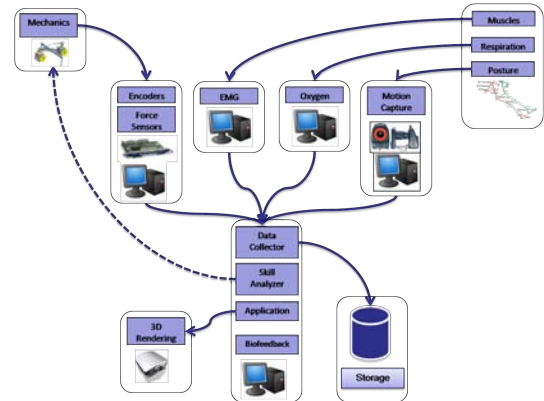 Mechanics
Muscles
Respiration
Posture
Encoders
Force
Sensors
EMG
Oxygen
Motion
Capture
Data
Collector
Skill
Analyzer
Application
Biofeedback
3D
Rendering
Storage